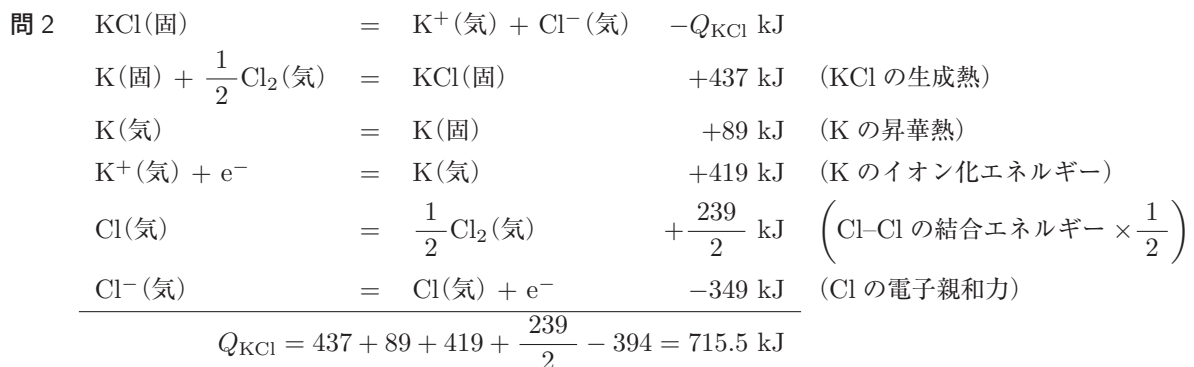 問2 KCl(固) = K⁺(気) + Cl⁻(気) −Q_KCl kJ
K(固) + 1/2 Cl₂(気) = KCl(固) +437 kJ (KCl の生成熱)
K(気) = K(固) +89 kJ (K の昇華熱)
K⁺(気) + e⁻ = K(気) +419 kJ (K のイオン化エネルギー)
Cl(気) = 1/2 Cl₂(気) +239/2 kJ (Cl–Cl の結合エネルギー × 1/2)
Cl⁻(気) = Cl(気) + e⁻ −349 kJ (Cl の電子親和力)
Q_KCl = 437 + 89 + 419 + 239/2 − 394 = 715.5 kJ